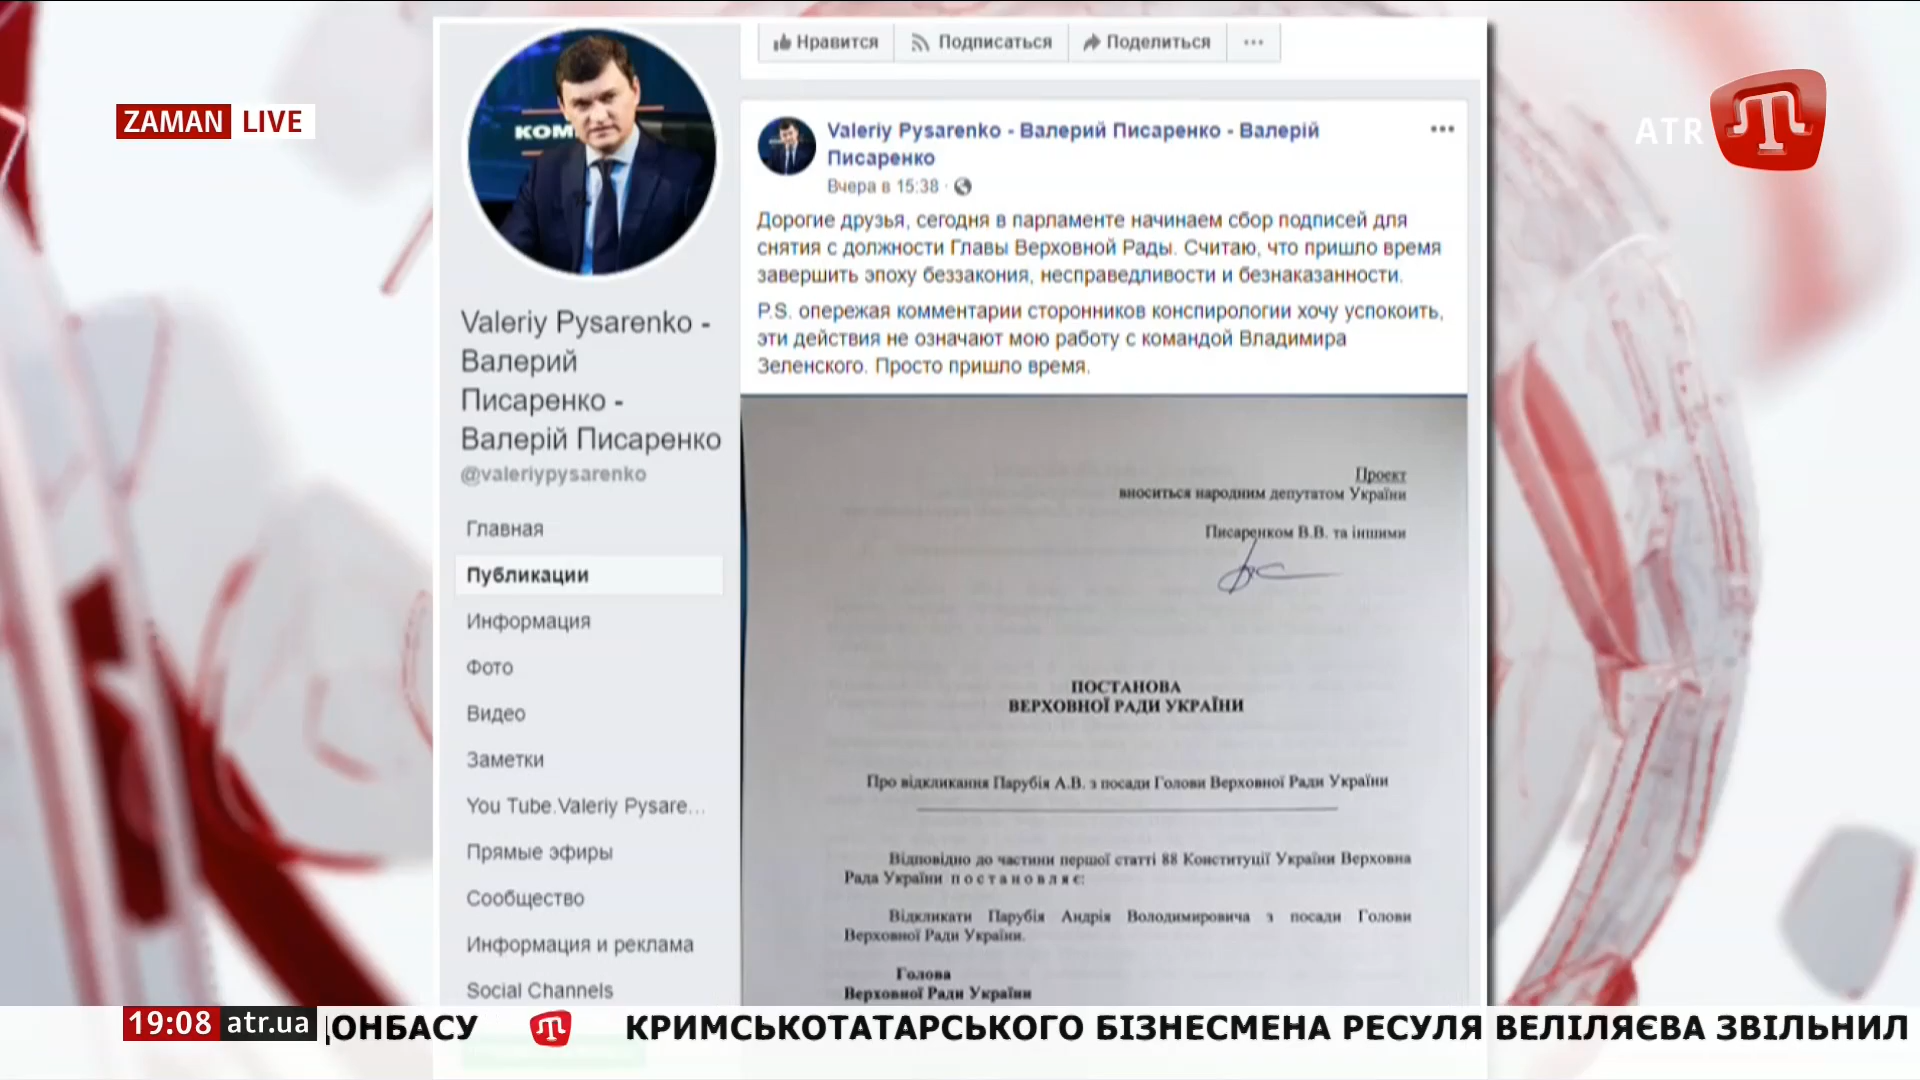 ZAMAN LIVE
ATR
КОМ
Valeriy Pysarenko -
Валерий
Писаренко -
Валерій Писаренко
@valeriypysarenko
Главная
Публикации
Информация
Фото
Видео
Заметки
You Tube.Valeriy Pysare...
Прямые эфиры
Сообщество
Информация и реклама
Social Channels
Нравится
Подписаться
Поделиться
Valeriy Pysarenko - Валерий Писаренко - Валерій
Писаренко
Вчера в 15:38 ·
Дорогие друзья, сегодня в парламенте начинаем сбор подписей для
снятия с должности Главы Верховной Рады. Считаю, что пришло время
завершить эпоху беззакония, несправедливости и безнаказанности.
P.S. опережая комментарии сторонников конспирологии хочу успокоить,
эти действия не означают мою работу с командой Владимира
Зеленского. Просто пришло время.
Проект
вноситься народним депутатом України
Писаренком В.В. та іншими
ПОСТАНОВА
ВЕРХОВНОЇ РАДИ УКРАЇНИ
Про відкликання Парубія А.В. з посади Голови Верховної Ради України
Відповідно до частини першої статті 88 Конституції України Верховна
Рада України п о с т а н о в л я є:
Відкликати Парубія Андрія Володимировича з посади Голови
Верховної Ради України.
Голова
Верховної Ради України
19:08 atr.ua
ДОНБАСУ КРИМСЬКОТАТАРСЬКОГО БІЗНЕСМЕНА РЕСУЛЯ ВЕЛІЛЯЄВА ЗВІЛЬНИЛ